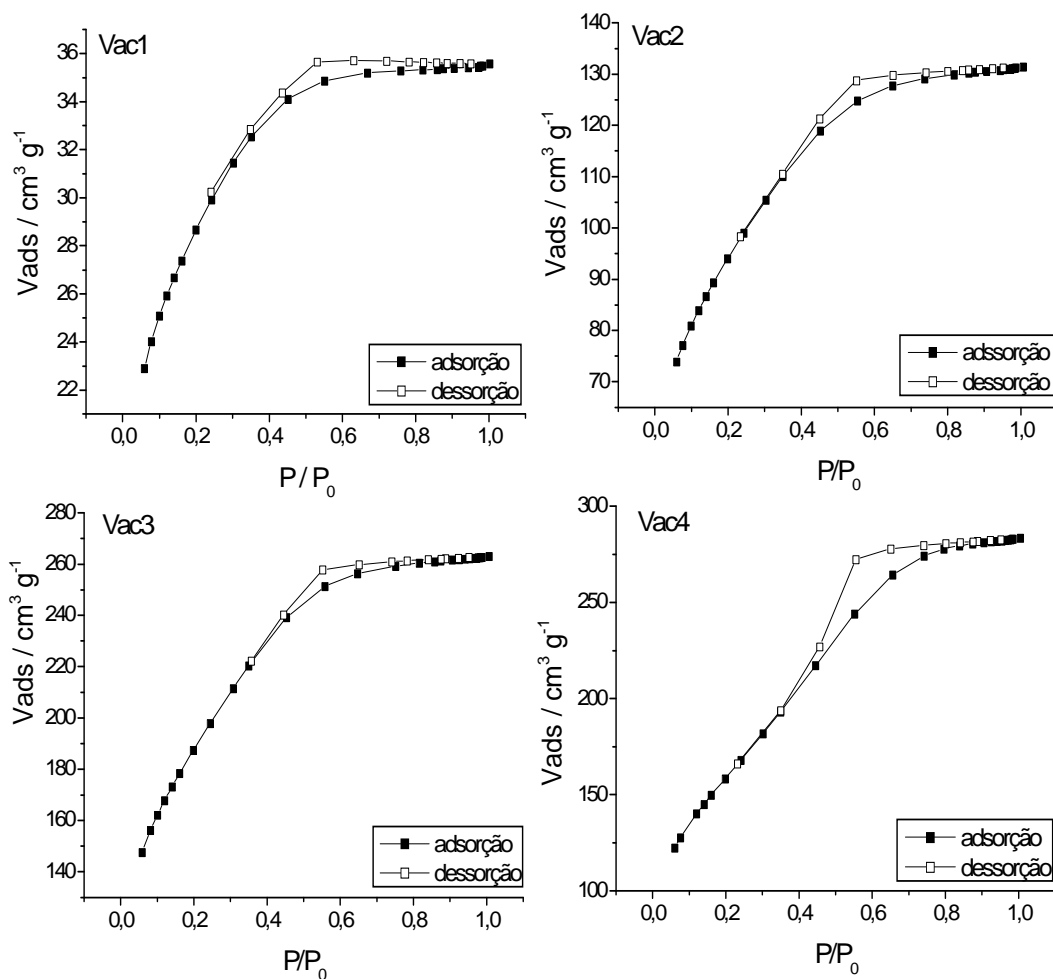 Vac1
36
34
32
30
28
26
24
22
Vads / cm³ g⁻¹
adsorção
dessorção
0,0 0,2 0,4 0,6 0,8 1,0
P / P₀
Vac2
130
120
110
100
90
80
70
Vads / cm³ g⁻¹
adssorção
dessorção
0,0 0,2 0,4 0,6 0,8 1,0
P/P₀
Vac3
280
260
240
220
200
180
160
140
Vads / cm³ g⁻¹
adsorção
dessorção
0,0 0,2 0,4 0,6 0,8 1,0
P/P₀
Vac4
300
250
200
150
100
Vads / cm³ g⁻¹
adsorção
dessorção
0,0 0,2 0,4 0,6 0,8 1,0
P/P₀